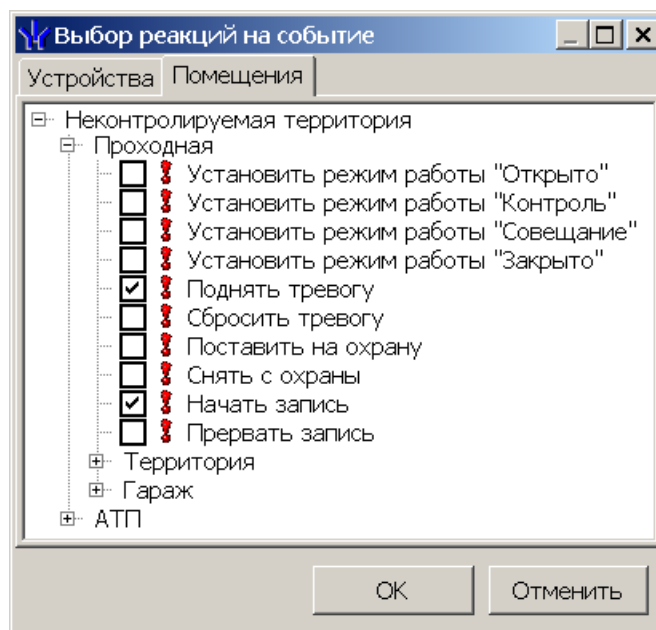 Выбор реакций на событие
Устройства Помещения
Неконтролируемая территория
Проходная
Установить режим работы "Открыто"
Установить режим работы "Контроль"
Установить режим работы "Совещание"
Установить режим работы "Закрыто"
Поднять тревогу
Сбросить тревогу
Поставить на охрану
Снять с охраны
Начать запись
Прервать запись
Территория
Гараж
АТП
OK Отменить